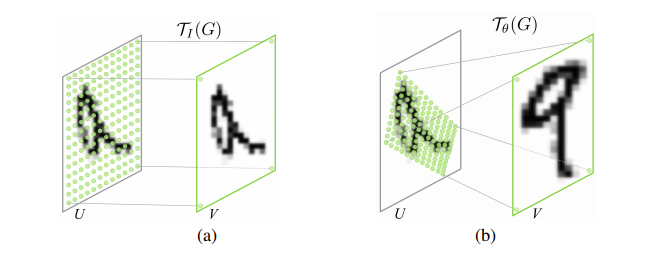 𝒯_I(G) 𝒯_θ(G)
U V U V
(a) (b)